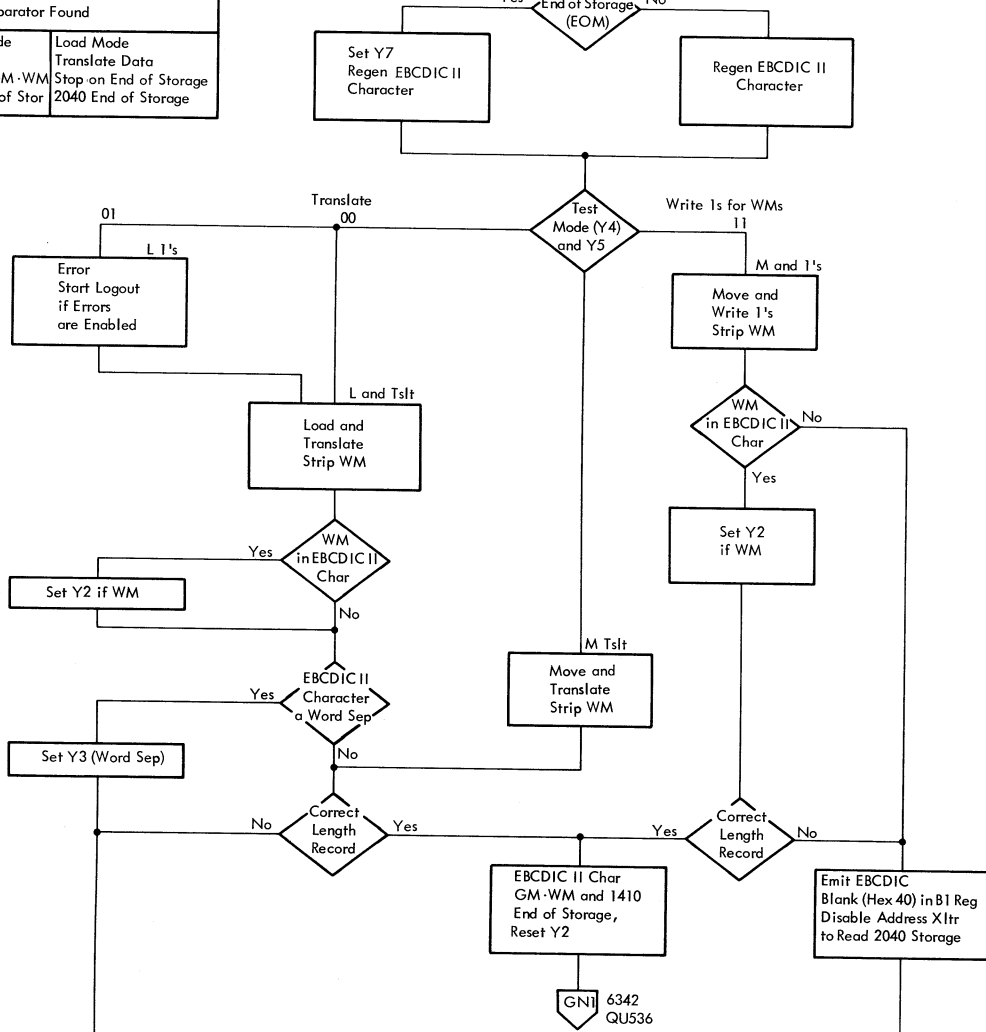 parator Found
de
Load Mode
Translate Data
M·WM
Stop on End of Storage
of Stor
2040 End of Storage
Yes
End of Storage
(EOM)
No
Set Y7
Regen EBCDIC II
Character
Regen EBCDIC II
Character
01
Translate
00
Test
Mode (Y4)
and Y5
Write 1s for WMs
11
L 1's
Error
Start Logout
if Errors
are Enabled
M and 1's
Move and
Write 1's
Strip WM
L and Tslt
Load and
Translate
Strip WM
WM
in EBCDIC II
Char
No
Yes
Set Y2
if WM
WM
in EBCDIC II
Char
Yes
No
Set Y2 if WM
M Tslt
Move and
Translate
Strip WM
EBCDIC II
Character
a Word Sep
Yes
No
Set Y3 (Word Sep)
Correct
Length
Record
No
Yes
Correct
Length
Record
Yes
No
EBCDIC II Char
GM·WM and 1410
End of Storage,
Reset Y2
Emit EBCDIC
Blank (Hex 40) in B1 Reg
Disable Address Xltr
to Read 2040 Storage
GN1
6342
QU536